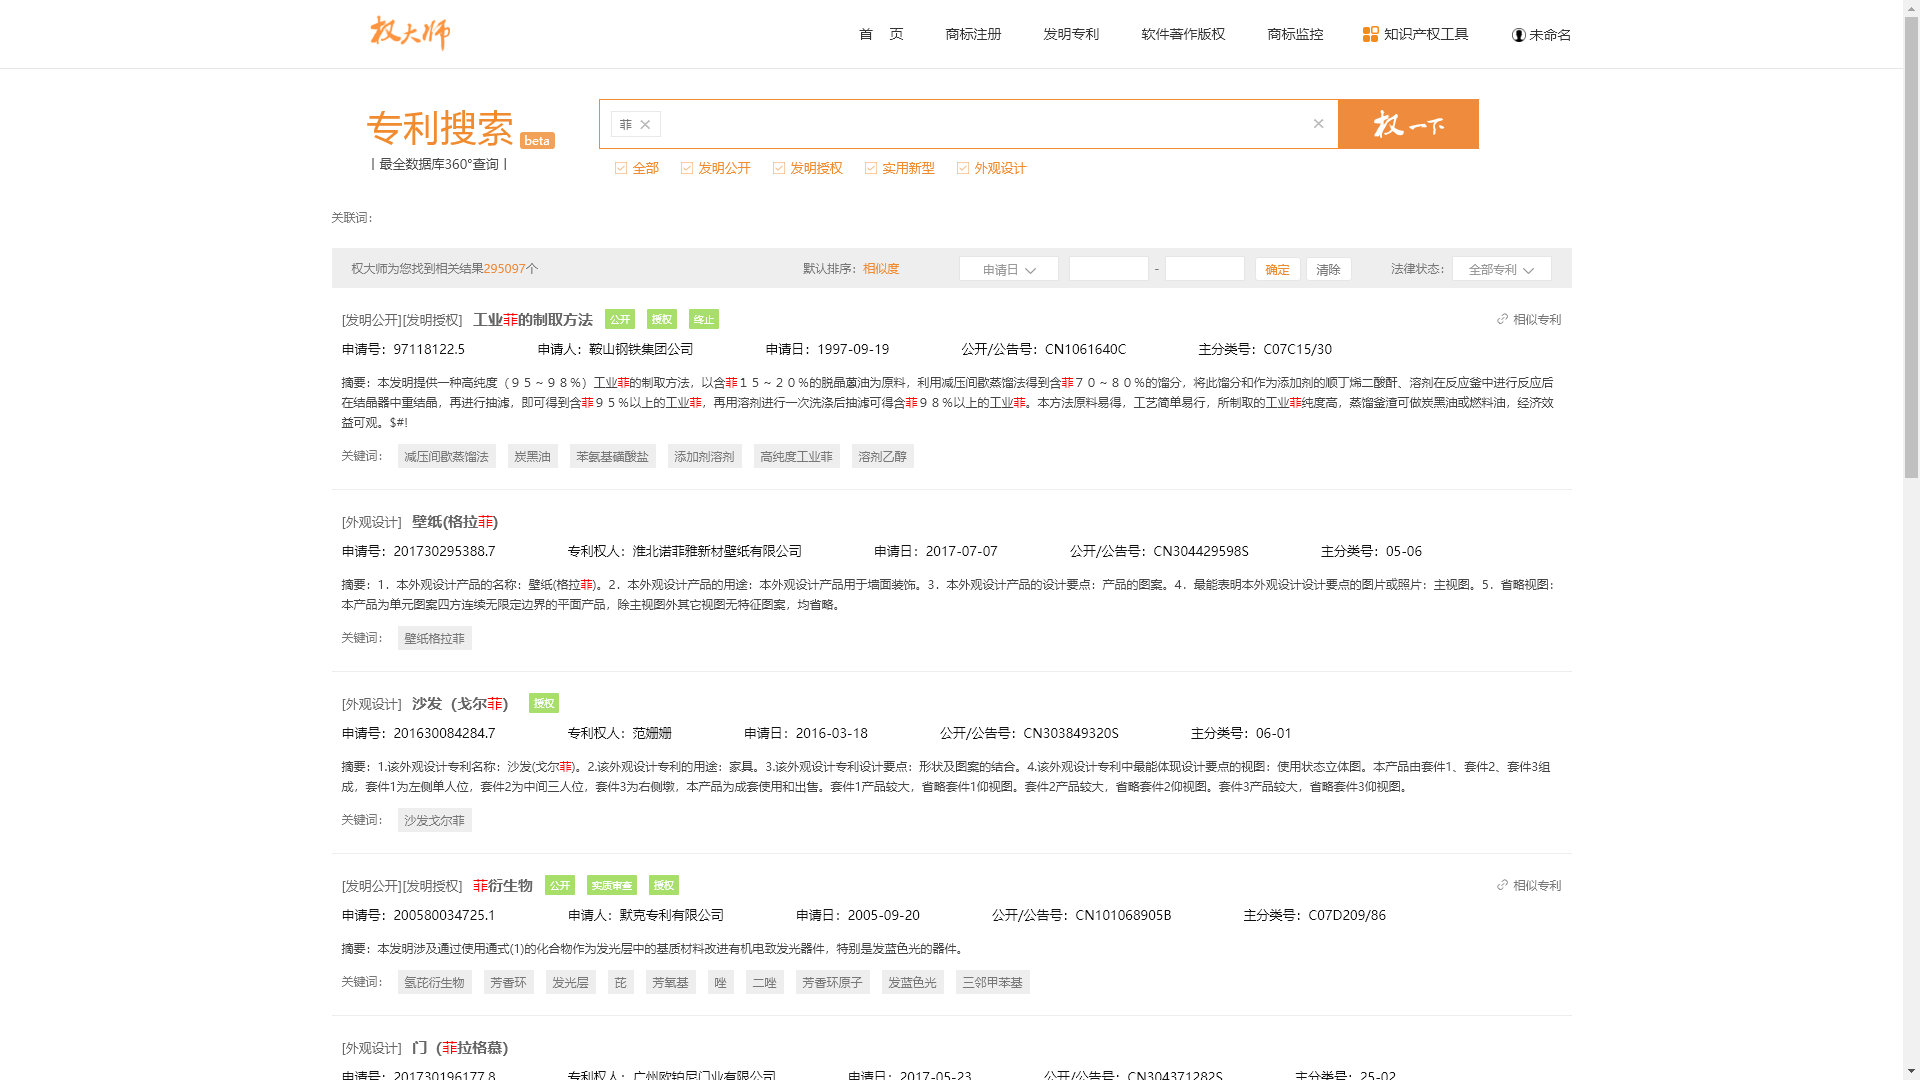 权大师
首 页 商标注册 发明专利 软件著作版权 商标监控 知识产权工具 未命名
专利搜索 beta
丨最全数据库360°查询丨
菲 权一下
全部 发明公开 发明授权 实用新型 外观设计
关联词：
权大师为您找到相关结果295097个 默认排序：相似度 申请日 - 确定 清除 法律状态： 全部专利
[发明公开][发明授权] 工业菲的制取方法 公开 授权 终止 相似专利
申请号：97118122.5 申请人：鞍山钢铁集团公司 申请日：1997-09-19 公开/公告号：CN1061640C 主分类号：C07C15/30
摘要：本发明提供一种高纯度（９５～９８％）工业菲的制取方法，以含菲１５～２０％的脱晶蒽油为原料，利用减压间歇蒸馏法得到含菲７０～８０％的馏分，将此馏分和作为添加剂的顺丁烯二酸酐、溶剂在反应釜中进行反应后
在结晶器中重结晶，再进行抽滤，即可得到含菲９５％以上的工业菲，再用溶剂进行一次洗涤后抽滤可得含菲９８％以上的工业菲。本方法原料易得，工艺简单易行，所制取的工业菲纯度高，蒸馏釜渣可做炭黑油或燃料油，经济效
益可观。$#!
关键词： 减压间歇蒸馏法 炭黑油 苯氨基磺酸盐 添加剂溶剂 高纯度工业菲 溶剂乙醇
[外观设计] 壁纸(格拉菲)
申请号：201730295388.7 专利权人：淮北诺菲雅新材壁纸有限公司 申请日：2017-07-07 公开/公告号：CN304429598S 主分类号：05-06
摘要：1．本外观设计产品的名称：壁纸(格拉菲)。2．本外观设计产品的用途：本外观设计产品用于墙面装饰。3．本外观设计产品的设计要点：产品的图案。4．最能表明本外观设计设计要点的图片或照片：主视图。5．省略视图：
本产品为单元图案四方连续无限定边界的平面产品，除主视图外其它视图无特征图案，均省略。
关键词： 壁纸格拉菲
[外观设计] 沙发（戈尔菲） 授权
申请号：201630084284.7 专利权人：范姗姗 申请日：2016-03-18 公开/公告号：CN303849320S 主分类号：06-01
摘要：1.该外观设计专利名称：沙发(戈尔菲)。2.该外观设计专利的用途：家具。3.该外观设计专利设计要点：形状及图案的结合。4.该外观设计专利中最能体现设计要点的视图：使用状态立体图。本产品由套件1、套件2、套件3组
成，套件1为左侧单人位，套件2为中间三人位，套件3为右侧墩，本产品为成套使用和出售。套件1产品较大，省略套件1仰视图。套件2产品较大，省略套件2仰视图。套件3产品较大，省略套件3仰视图。
关键词： 沙发戈尔菲
[发明公开][发明授权] 菲衍生物 公开 实质审查 授权 相似专利
申请号：200580034725.1 申请人：默克专利有限公司 申请日：2005-09-20 公开/公告号：CN101068905B 主分类号：C07D209/86
摘要：本发明涉及通过使用通式(1)的化合物作为发光层中的基质材料改进有机电致发光器件，特别是发蓝色光的器件。
关键词： 氢芘衍生物 芳香环 发光层 芘 芳氧基 唑 二唑 芳香环原子 发蓝色光 三邻甲苯基
[外观设计] 门（菲拉格慕）
申请号：201730196177.8 专利权人：广州欧铂尼门业有限公司 申请日：2017-05-23 公开/公告号：CN304371282S 主分类号：25-02